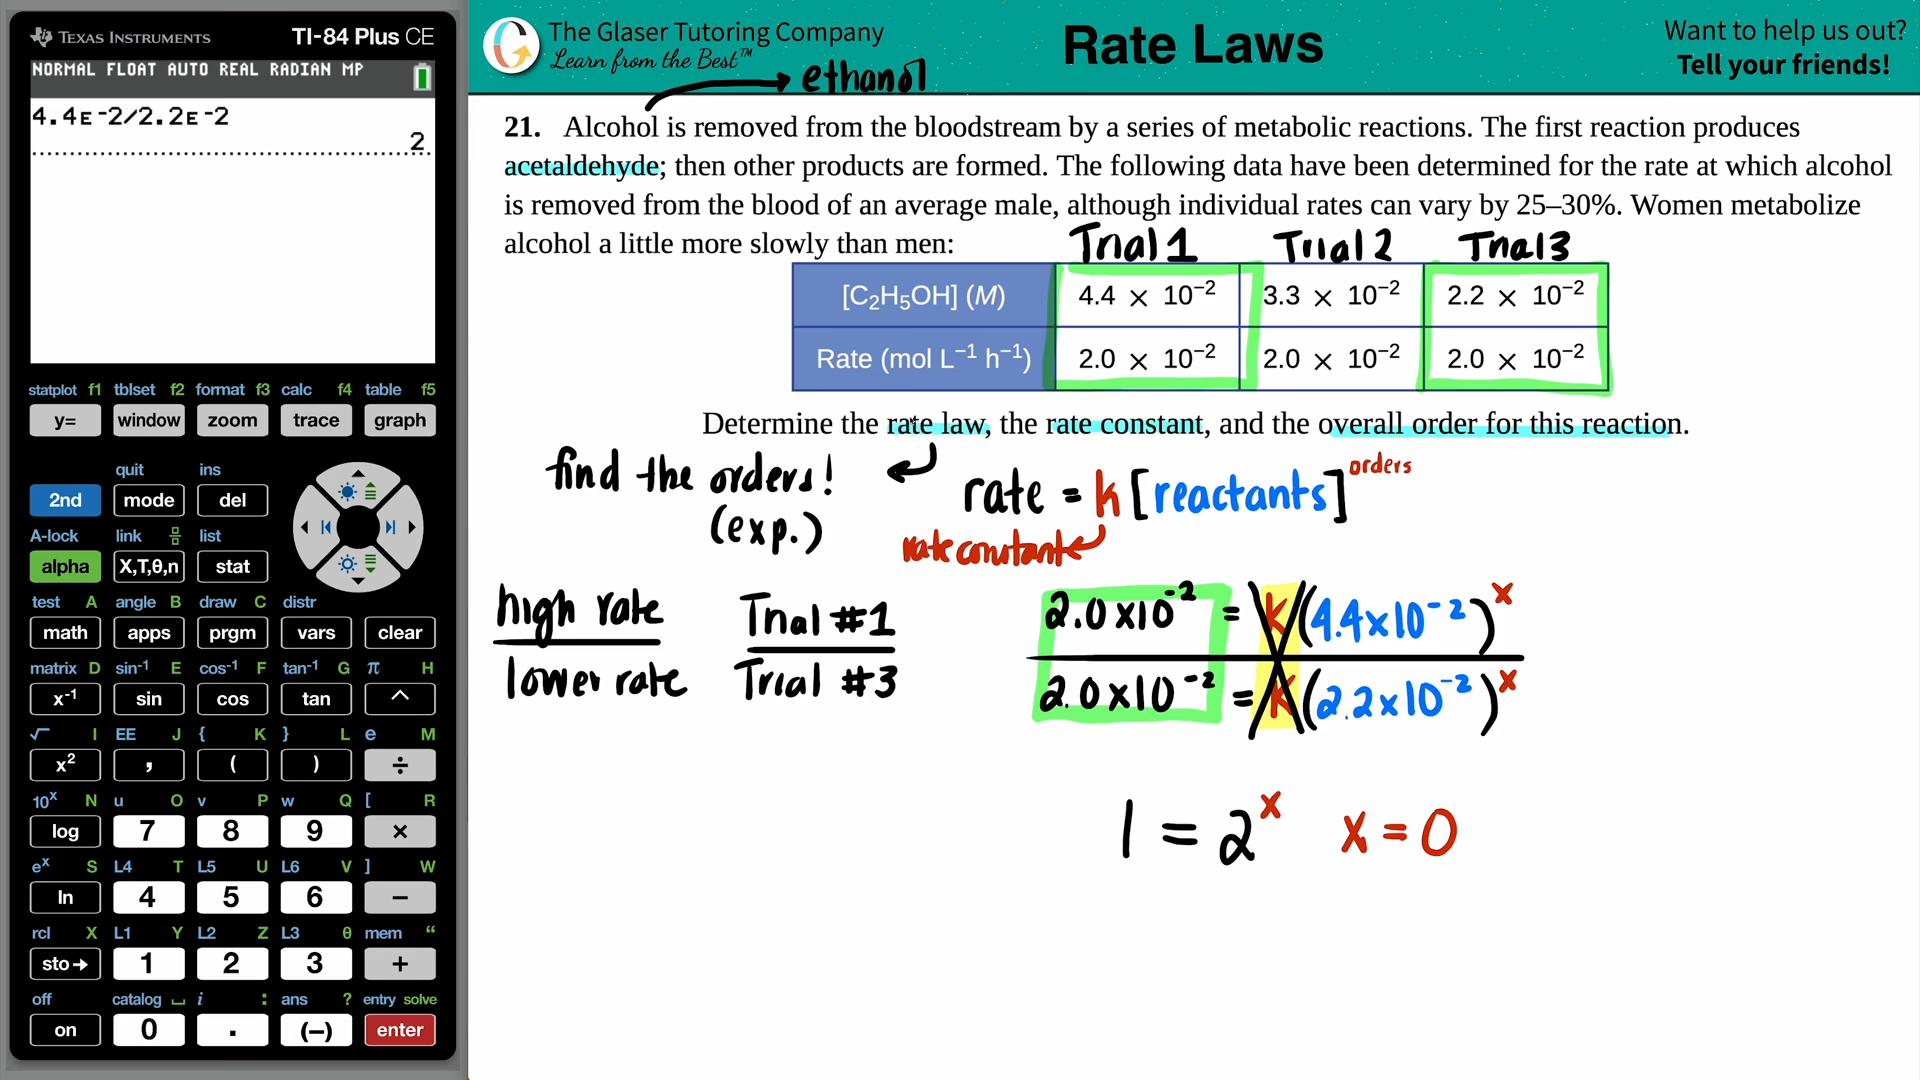 TEXAS INSTRUMENTS TI-84 Plus CE
NORMAL FLOAT AUTO REAL RADIAN MP
4.4E-2/2.2E-2
2
statplot f1 tblset f2 format f3 calc f4 table f5
y= window zoom trace graph
quit ins
2nd mode del
A-lock link list
alpha X,T,θ,n stat
test A angle B draw C distr
math apps prgm vars clear
matrix D sin⁻¹ E cos⁻¹ F tan⁻¹ G π H
x⁻¹ sin cos tan ^
√ I EE J { K } L e M
x² , ( ) ÷
10ˣ N u O v P w Q [ R
log 7 8 9 ×
eˣ S L4 T L5 U L6 V ] W
ln 4 5 6 −
rcl X L1 Y L2 Z L3 θ mem “
sto→ 1 2 3 +
off catalog ⎵ i : ans ? entry solve
on 0 . (−) enter
The Glaser Tutoring Company
Learn from the Best™
Rate Laws
Want to help us out?
Tell your friends!
ethanol
21. Alcohol is removed from the bloodstream by a series of metabolic reactions. The first reaction produces
acetaldehyde; then other products are formed. The following data have been determined for the rate at which alcohol
is removed from the blood of an average male, although individual rates can vary by 25–30%. Women metabolize
alcohol a little more slowly than men:
Trial 1 Trial 2 Trial 3
[C₂H₅OH] (M) 4.4 × 10⁻² 3.3 × 10⁻² 2.2 × 10⁻²
Rate (mol L⁻¹ h⁻¹) 2.0 × 10⁻² 2.0 × 10⁻² 2.0 × 10⁻²
Determine the rate law, the rate constant, and the overall order for this reaction.
find the orders!
(exp.)
rate = k [reactants]ᵒʳᵈᵉʳˢ
rate constant
high rate
lower rate
Trial #1
Trial #3
2.0x10⁻² = K (4.4x10⁻²)ˣ
2.0x10⁻² = K (2.2x10⁻²)ˣ
1 = 2ˣ x = 0